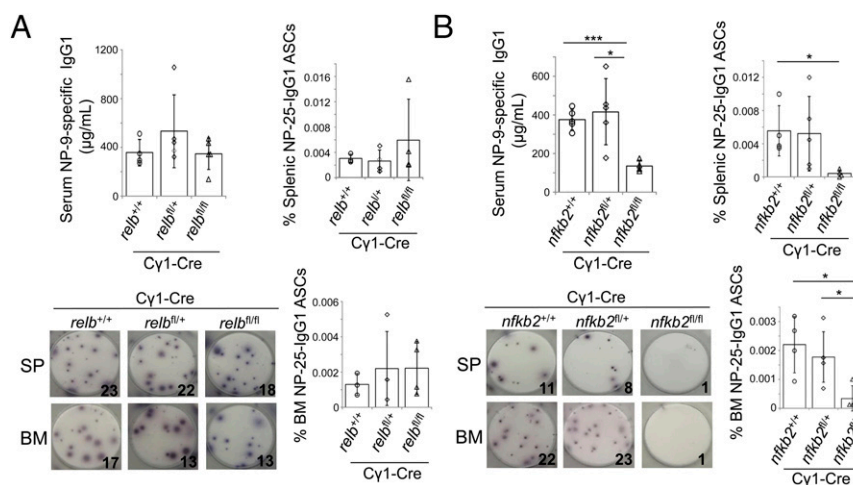 A
Serum NP-9-specific IgG1
(µg/mL)
1200
800
400
0
relb+/+
relbfl/+
relbfl/fl
Cγ1-Cre
% Splenic NP-25-IgG1 ASCs
0.016
0.012
0.008
0.004
0
relb+/+
relbfl/+
relbfl/fl
Cγ1-Cre
Cγ1-Cre
relb+/+ relbfl/+ relbfl/fl
SP
23 22 18
BM
17 13 13
% BM NP-25-IgG1 ASCs
0.006
0.004
0.002
0
relb+/+
relbfl/+
relbfl/fl
Cγ1-Cre
B
Serum NP-9-specific IgG1
(µg/mL)
***
*
600
400
200
0
nfkb2+/+
nfkb2fl/+
nfkb2fl/fl
Cγ1-Cre
% Splenic NP-25-IgG1 ASCs
*
0.012
0.008
0.004
0
nfkb2+/+
nfkb2fl/+
nfkb2fl/fl
Cγ1-Cre
Cγ1-Cre
nfkb2+/+ nfkb2fl/+ nfkb2fl/fl
SP
11 8 1
BM
22 23 1
% BM NP-25-IgG1 ASCs
*
*
0.003
0.002
0.001
0
nfkb2+/+
nfkb2fl/+
Cγ1-Cre